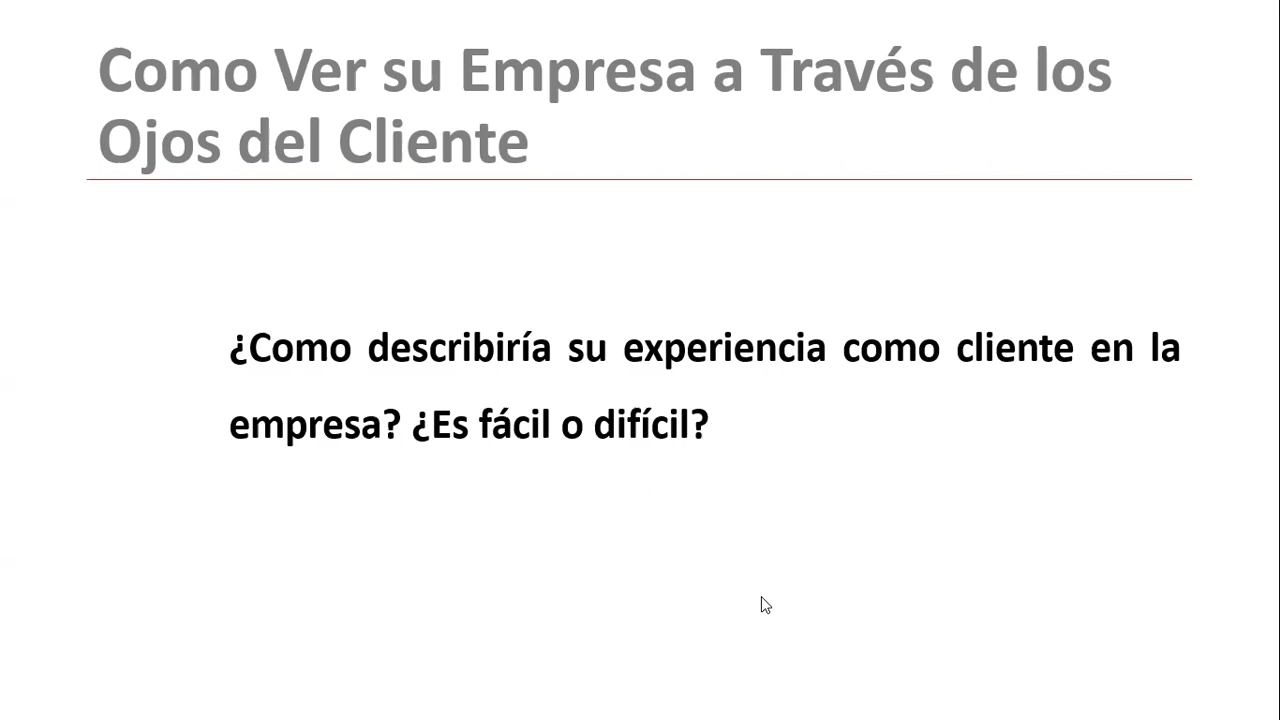 Como Ver su Empresa a Través de los
Ojos del Cliente
¿Como describiría su experiencia como cliente en la
empresa? ¿Es fácil o difícil?